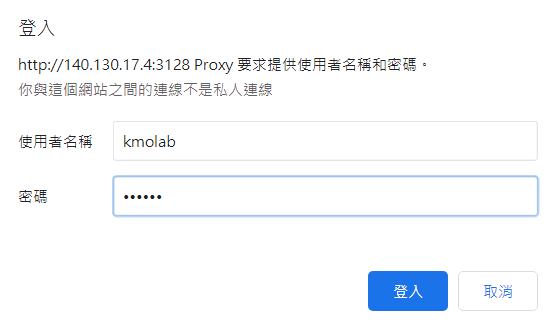 登入
http://140.130.17.4:3128 Proxy 要求提供使用者名稱和密碼。
你與這個網站之間的連線不是私人連線
使用者名稱 kmolab
密碼 ••••••
登入 取消